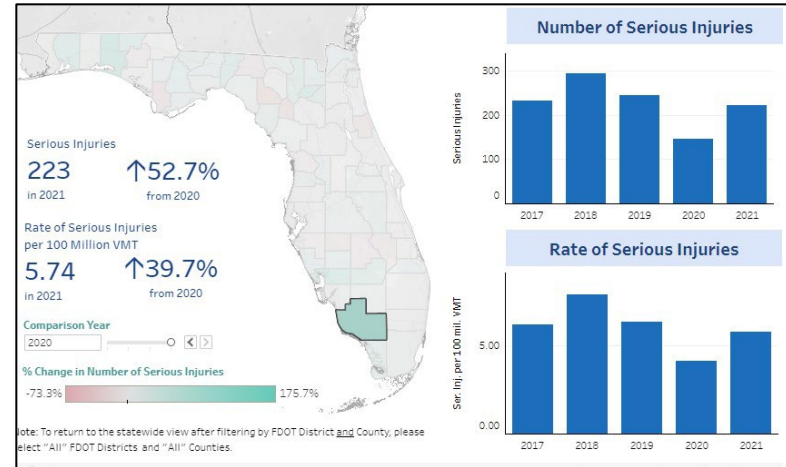 Serious Injuries
223
in 2021
↑52.7%
from 2020
Rate of Serious Injuries
per 100 Million VMT
5.74
in 2021
↑39.7%
from 2020
Comparison Year
2020
% Change in Number of Serious Injuries
-73.3%
175.7%
Note: To return to the statewide view after filtering by FDOT District and County, please
elect "All" FDOT Districts and "All" Counties.
Number of Serious Injuries
Serious Injuries
300
200
100
0
2017 2018 2019 2020 2021
Rate of Serious Injuries
Ser. Inj. per 100 mil. VMT
5.00
0.00
2017 2018 2019 2020 2021